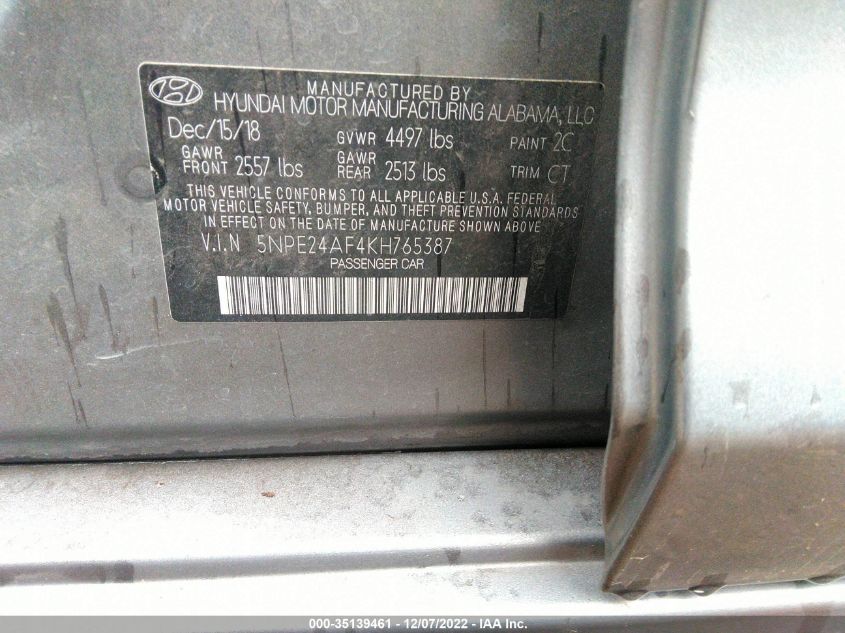 MANUFACTURED BY
HYUNDAI MOTOR MANUFACTURING ALABAMA, LLC
Dec/15/18 GVWR 4497 lbs PAINT 2C
GAWR FRONT 2557 lbs GAWR REAR 2513 lbs TRIM CT
THIS VEHICLE CONFORMS TO ALL APPLICABLE U.S.A. FEDERAL
MOTOR VEHICLE SAFETY, BUMPER, AND THEFT PREVENTION STANDARDS
IN EFFECT ON THE DATE OF MANUFACTURE SHOWN ABOVE
V.I.N 5NPE24AF4KH765387
PASSENGER CAR
000-35139461 - 12/07/2022 - IAA Inc.